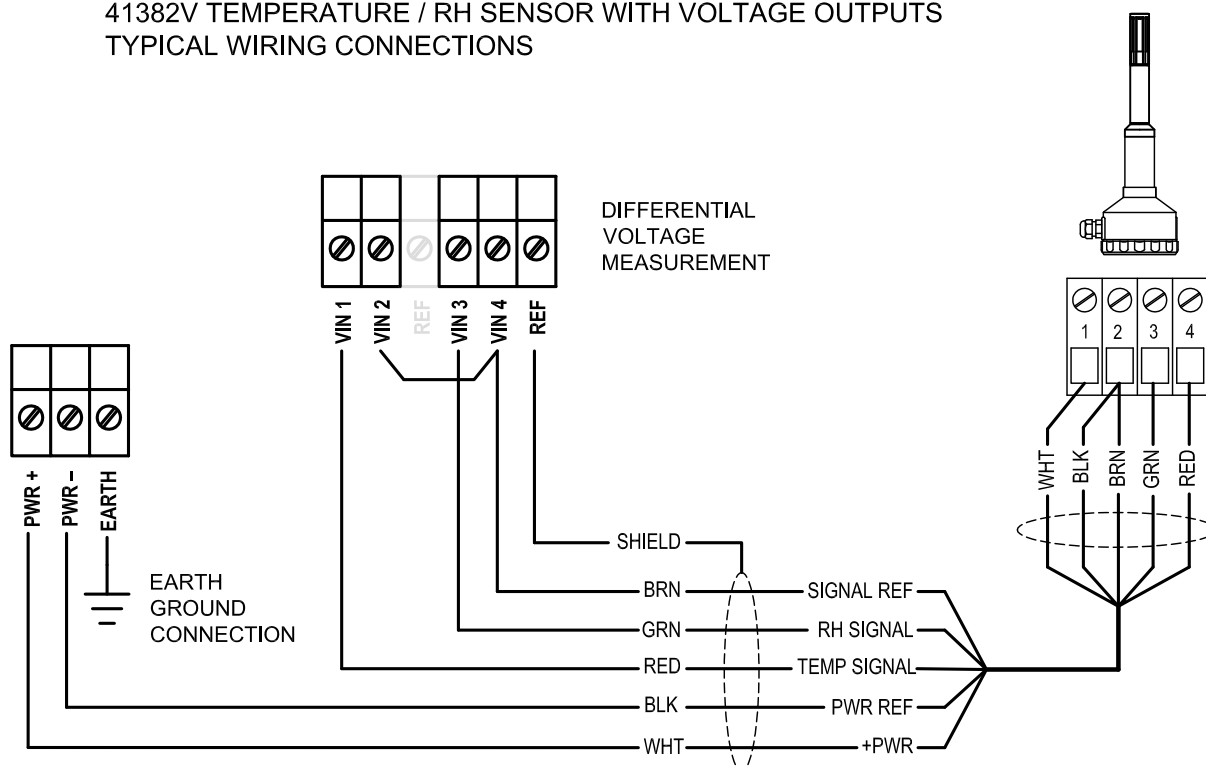 41382V TEMPERATURE / RH SENSOR WITH VOLTAGE OUTPUTS
TYPICAL WIRING CONNECTIONS
DIFFERENTIAL
VOLTAGE
MEASUREMENT
VIN 1
VIN 2
REF
VIN 3
VIN 4
REF
1
2
3
4
WHT
BLK
BRN
GRN
RED
PWR +
PWR -
EARTH
EARTH
GROUND
CONNECTION
SHIELD
BRN
SIGNAL REF
GRN
RH SIGNAL
RED
TEMP SIGNAL
BLK
PWR REF
WHT
+PWR